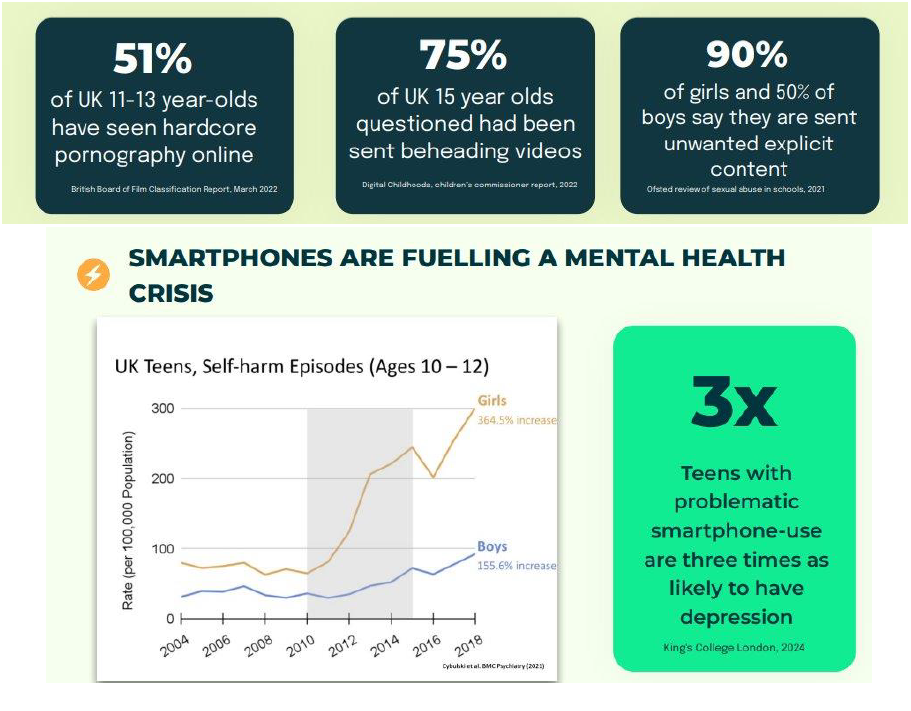 51%
of UK 11-13 year-olds
have seen hardcore
pornography online
British Board of Film Classification Report, March 2022
75%
of UK 15 year olds
questioned had been
sent beheading videos
Digital Childhoods, children's commissioner report, 2022
90%
of girls and 50% of
boys say they are sent
unwanted explicit
content
Ofsted review of sexual abuse in schools, 2021
SMARTPHONES ARE FUELLING A MENTAL HEALTH
CRISIS
UK Teens, Self-harm Episodes (Ages 10 – 12)
Rate (per 100,000 Population)
300
200
100
0
2004
2006
2008
2010
2012
2014
2016
2018
Girls
364.5% increase
Boys
155.6% increase
Cybulski et al. BMC Psychiatry (2021)
3x
Teens with
problematic
smartphone-use
are three times as
likely to have
depression
King's College London, 2024